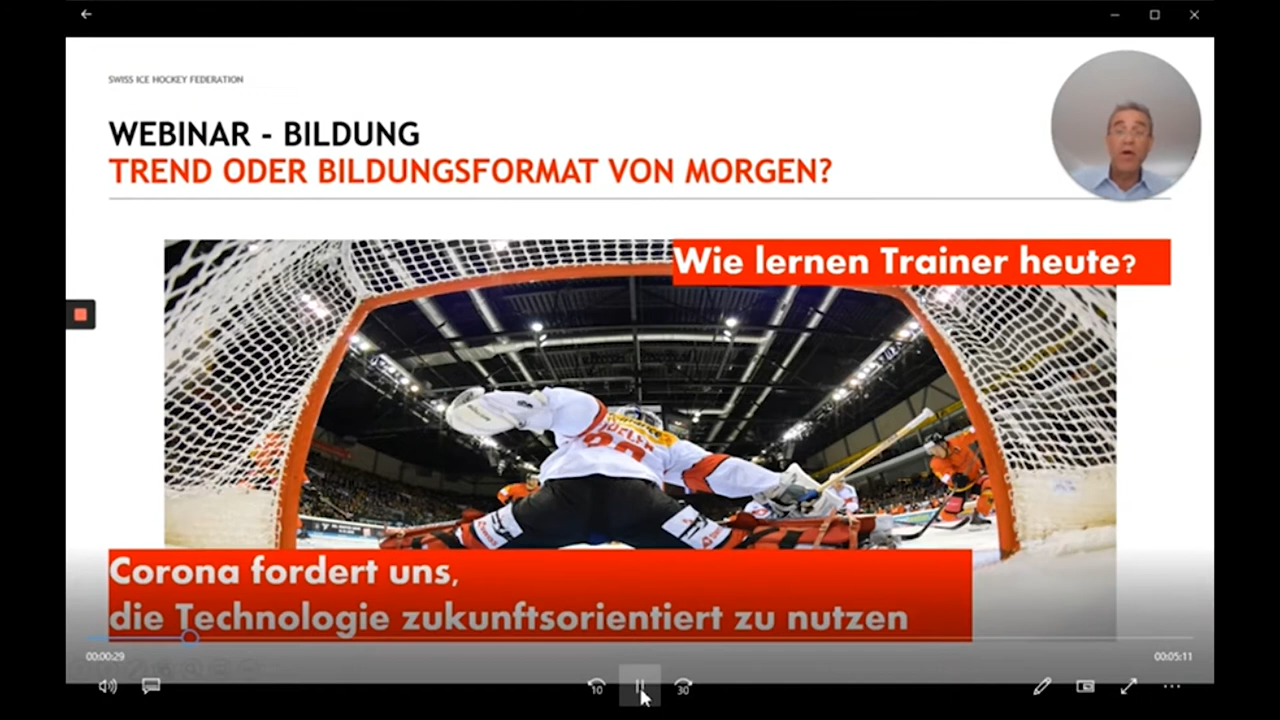 SWISS ICE HOCKEY FEDERATION
WEBINAR - BILDUNG
TREND ODER BILDUNGSFORMAT VON MORGEN?
Wie lernen Trainer heute?
Corona fordert uns,
die Technologie zukunftsorientiert zu nutzen
00:00:29
00:05:11
10
30